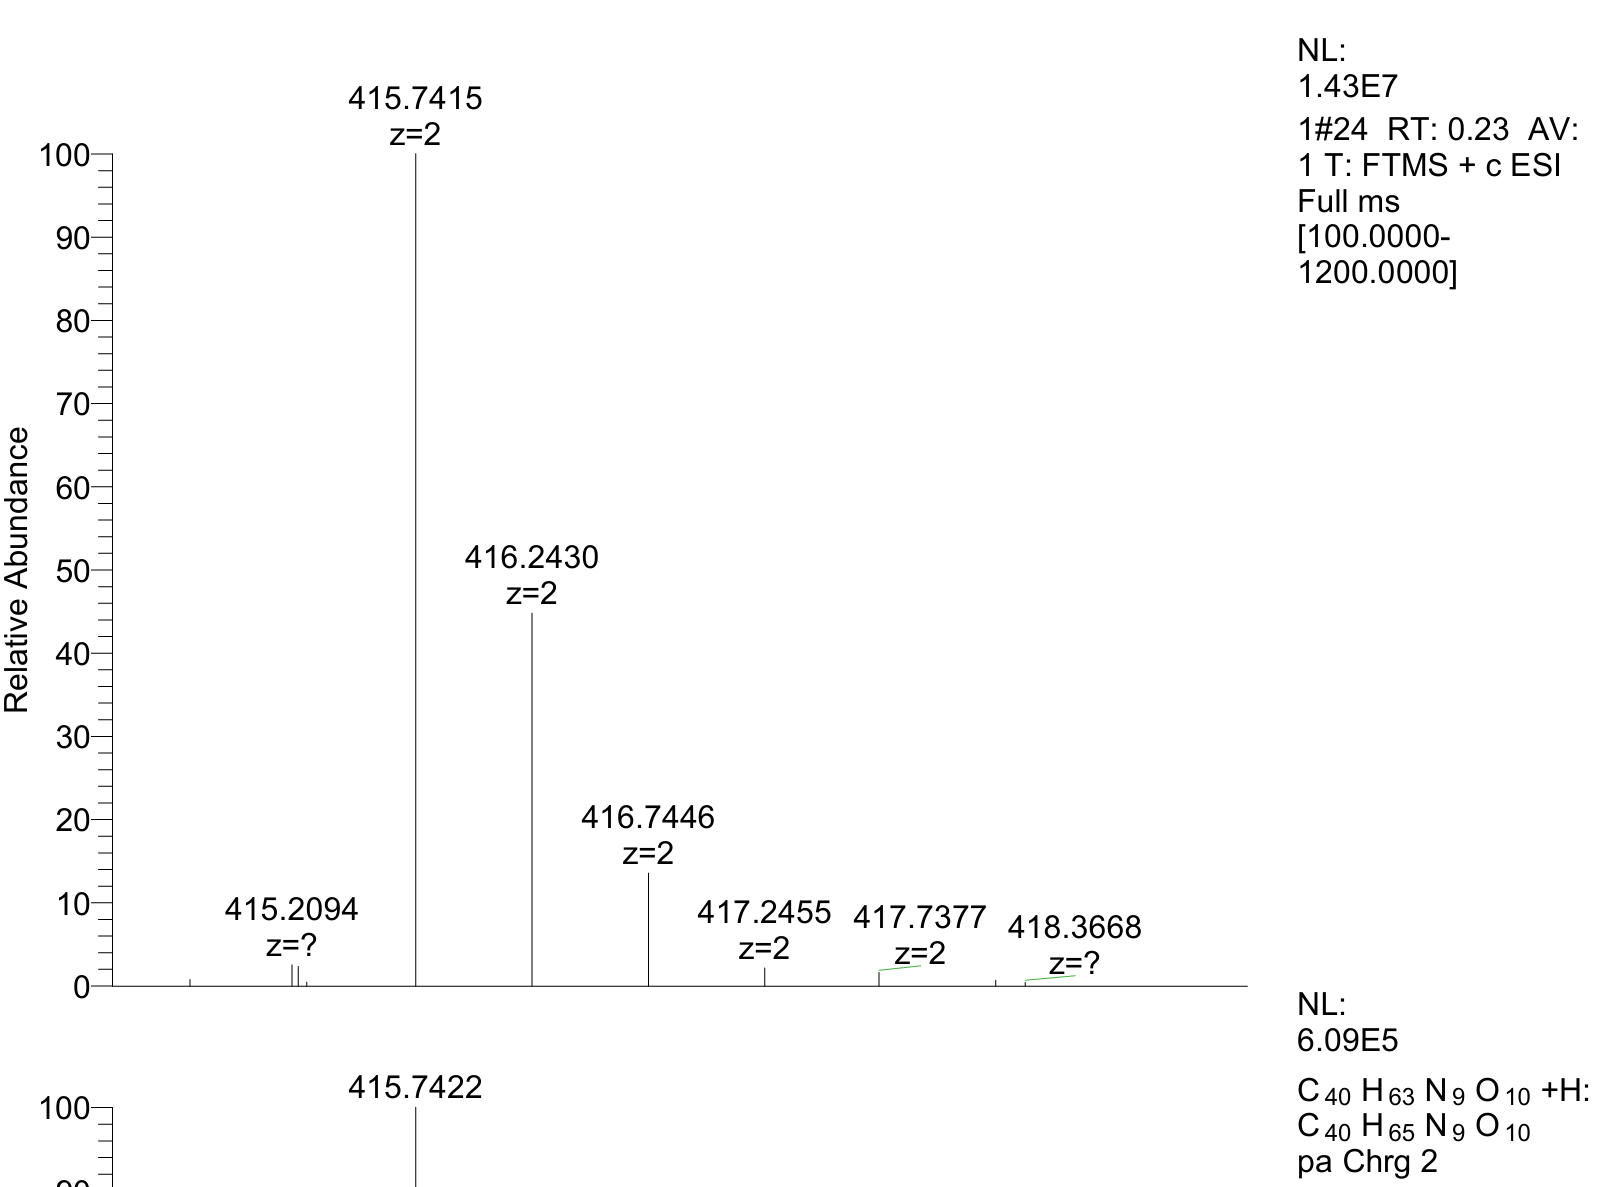 NL:
1.43E7
1#24 RT: 0.23 AV:
1 T: FTMS + c ESI
Full ms
[100.0000-
1200.0000]
415.7415
z=2
100
90
80
70
60
50
40
30
20
10
0
Relative Abundance
416.2430
z=2
416.7446
z=2
415.2094
z=?
417.2455
z=2
417.7377
z=2
418.3668
z=?
NL:
6.09E5
C 40 H 63 N 9 O 10 +H:
C 40 H 65 N 9 O 10
pa Chrg 2
415.7422
100
90